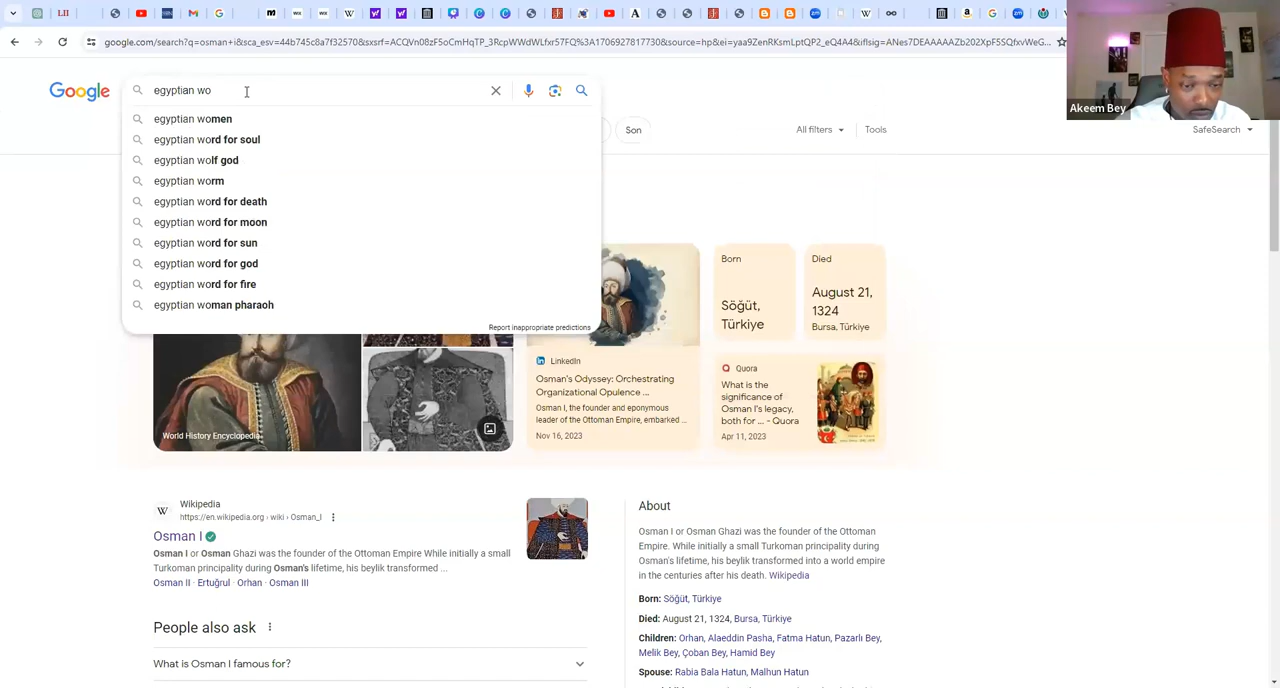 google.com/search?q=osman+i&sca_esv=44b745c8a7f32570&sxsrf=ACQVn08zF5oCmHqTP_3RcpWWdWLfxr57FQ%3A1706927817730&source=hp&ei=yaa9ZenRKsmLptQP2_eQ4A4&iflsig=ANes7DEAAAAAZb202XpF5SQfxvWeG...
Akeem Bey
Google
egyptian wo
egyptian women
egyptian word for soul
egyptian wolf god
egyptian worm
egyptian word for death
egyptian word for moon
egyptian word for sun
egyptian word for god
egyptian word for fire
egyptian woman pharaoh
Report inappropriate predictions
Son
All filters
Tools
SafeSearch
World History Encyclopedia
LinkedIn
Osman's Odyssey: Orchestrating
Organizational Opulence ...
Osman I, the founder and eponymous
leader of the Ottoman Empire, embarked ...
Nov 16, 2023
Born
Söğüt,
Türkiye
Died
August 21,
1324
Bursa, Türkiye
Quora
What is the
significance of
Osman I's legacy,
both for ... - Quora
Apr 11, 2023
Wikipedia
https://en.wikipedia.org › wiki › Osman_I
Osman I
Osman I or Osman Ghazi was the founder of the Ottoman Empire While initially a small
Turkoman principality during Osman's lifetime, his beylik transformed ...
Osman II · Ertuğrul · Orhan · Osman III
People also ask
What is Osman I famous for?
About
Osman I or Osman Ghazi was the founder of the Ottoman
Empire. While initially a small Turkoman principality during
Osman's lifetime, his beylik transformed into a world empire
in the centuries after his death. Wikipedia
Born: Söğüt, Türkiye
Died: August 21, 1324, Bursa, Türkiye
Children: Orhan, Alaeddin Pasha, Fatma Hatun, Pazarlı Bey,
Melik Bey, Çoban Bey, Hamid Bey
Spouse: Rabia Bala Hatun, Malhun Hatun